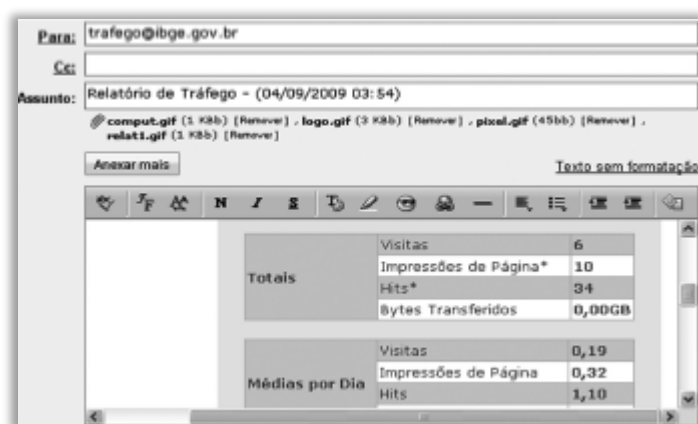 Para: trafego@ibge.gov.br
Cc:
Assunto: Relatório de Tráfego - (04/09/2009 03:54)
comput.gif (1 KBb) [Remover] , logo.gif (3 KBb) [Remover] , pixel.gif (45bb) [Remover] ,
relat1.gif (1 KBb) [Remover]
Anexar mais Texto sem formatação
N I S
Totais
Visitas 6
Impressões de Página* 10
Hits* 34
Bytes Transferidos 0,00GB
Médias por Dia
Visitas 0,19
Impressões de Página 0,32
Hits 1,10